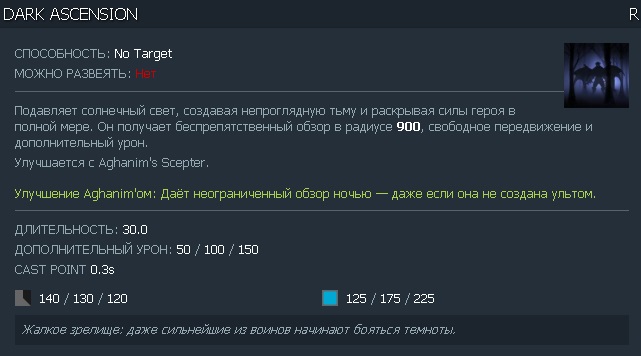 DARK ASCENSION R
СПОСОБНОСТЬ: No Target
МОЖНО РАЗВЕЯТЬ: Нет
Подавляет солнечный свет, создавая непроглядную тьму и раскрывая силы героя в
полной мере. Он получает беспрепятственный обзор в радиусе 900, свободное передвижение и
дополнительный урон.
Улучшается с Aghanim's Scepter.
Улучшение Aghanim'ом: Даёт неограниченный обзор ночью — даже если она не создана ультом.
ДЛИТЕЛЬНОСТЬ: 30.0
ДОПОЛНИТЕЛЬНЫЙ УРОН: 50 / 100 / 150
CAST POINT 0.3s
140 / 130 / 120 125 / 175 / 225
Жалкое зрелище: даже сильнейшие из воинов начинают бояться темноты.